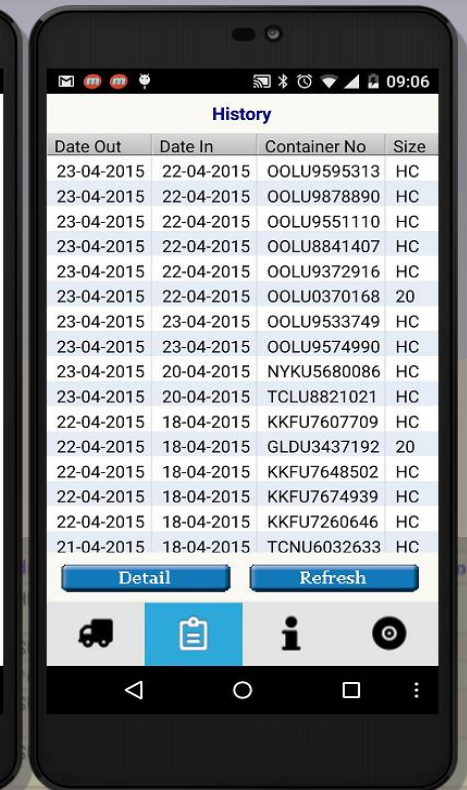 09:06
History
Date Out Date In Container No Size
23-04-2015 22-04-2015 OOLU9595313 HC
23-04-2015 22-04-2015 OOLU9878890 HC
23-04-2015 22-04-2015 OOLU9551110 HC
23-04-2015 22-04-2015 OOLU8841407 HC
23-04-2015 22-04-2015 OOLU9372916 HC
23-04-2015 22-04-2015 OOLU0370168 20
23-04-2015 23-04-2015 OOLU9533749 HC
23-04-2015 23-04-2015 OOLU9574990 HC
23-04-2015 20-04-2015 NYKU5680086 HC
23-04-2015 20-04-2015 TCLU8821021 HC
22-04-2015 18-04-2015 KKFU7607709 HC
22-04-2015 18-04-2015 GLDU3437192 20
22-04-2015 18-04-2015 KKFU7648502 HC
22-04-2015 18-04-2015 KKFU7674939 HC
22-04-2015 18-04-2015 KKFU7260646 HC
21-04-2015 18-04-2015 TCNU6032633 HC
Detail Refresh